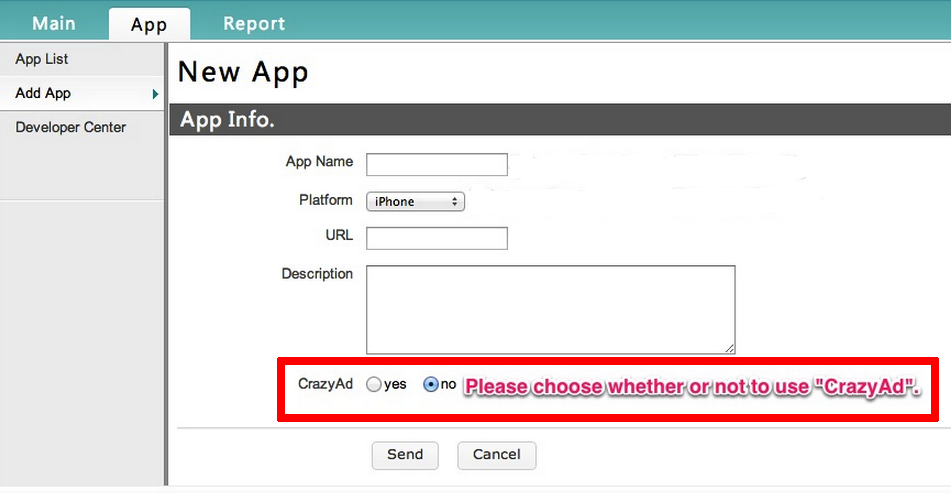 Main App Report
App List
Add App
Developer Center
New App
App Info.
App Name
Platform iPhone
URL
Description
CrazyAd yes no Please choose whether or not to use "CrazyAd".
Send Cancel